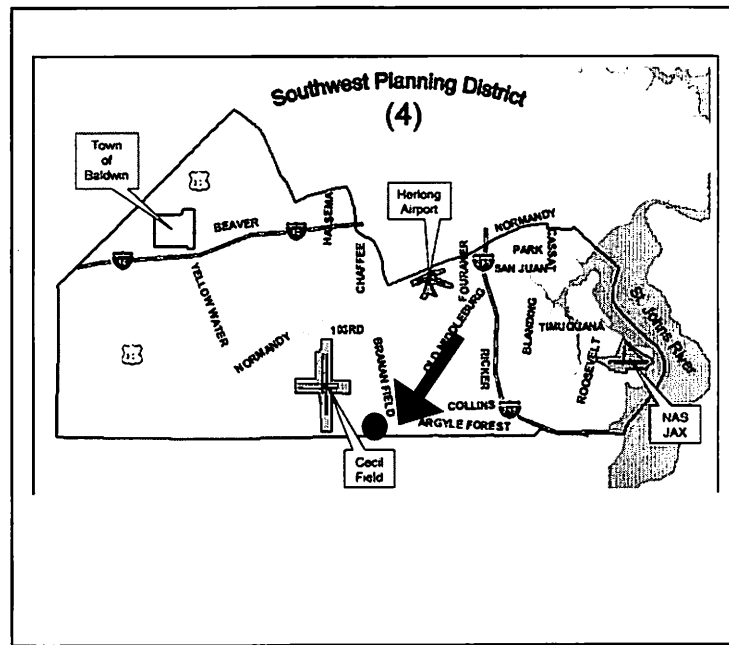 Southwest Planning District
(4)
Town
of
Baldwin
Herlong
Airport
BEAVER
HALSEMA
CHAFFEE
NORMANDY
PARK
CASSAT
SAN JUAN
FOURAKER
YELLOW WATER
NORMANDY
103RD
BRANAN FIELD
OLD MIDDLEBURG
RICKER
BLANDING
TIMUQUANA
ROOSEVELT
St. Johns River
COLLINS
ARGYLE FOREST
Cecil
Field
NAS
JAX